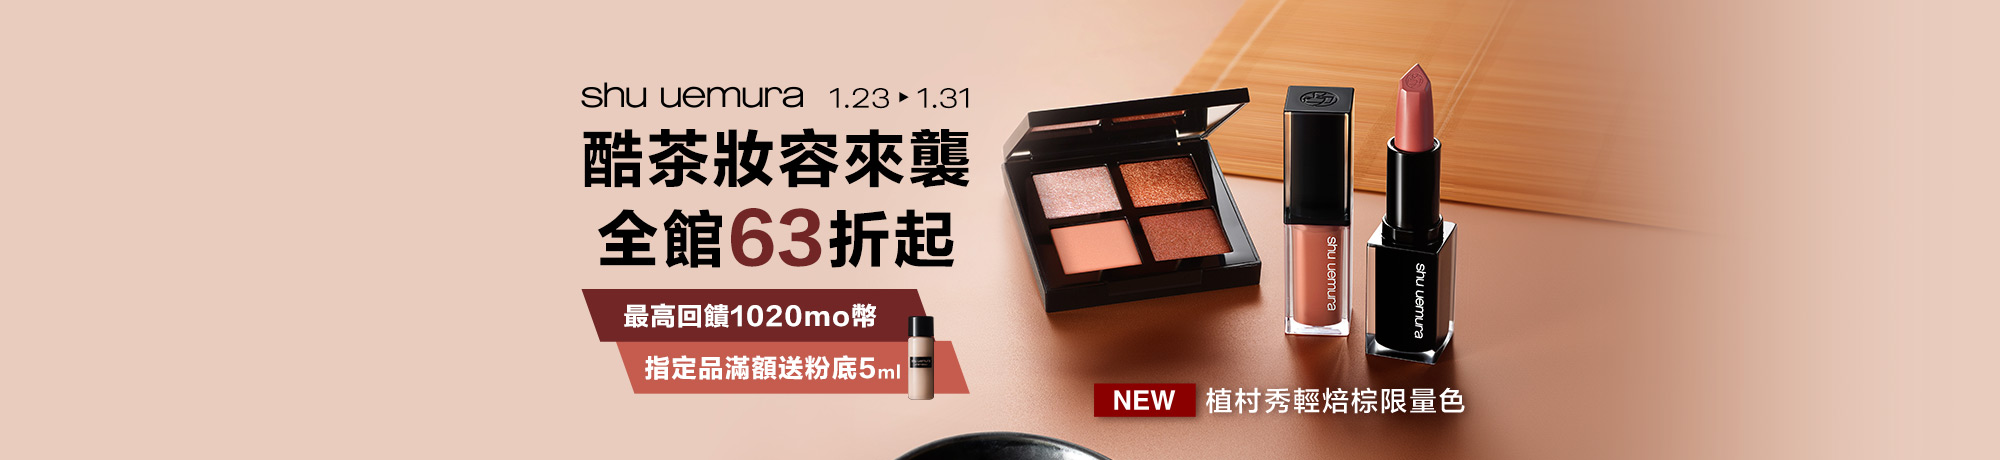 shu uemura 1.23 ▸ 1.31
酷茶妝容來襲
全館63折起
最高回饋1020mo幣
指定品滿額送粉底5ml
shu uemura
shu uemura
NEW 植村秀輕焙棕限量色